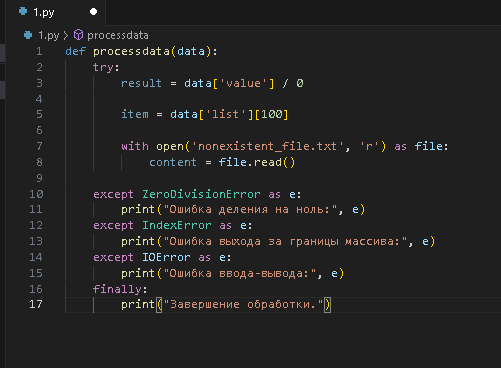 1.py
1.py > processdata
1 def processdata(data):
2 try:
3 result = data['value'] / 0
4
5 item = data['list'][100]
6
7 with open('nonexistent_file.txt', 'r') as file:
8 content = file.read()
9
10 except ZeroDivisionError as e:
11 print("Ошибка деления на ноль:", e)
12 except IndexError as e:
13 print("Ошибка выхода за границы массива:", e)
14 except IOError as e:
15 print("Ошибка ввода-вывода:", e)
16 finally:
17 print("Завершение обработки.")